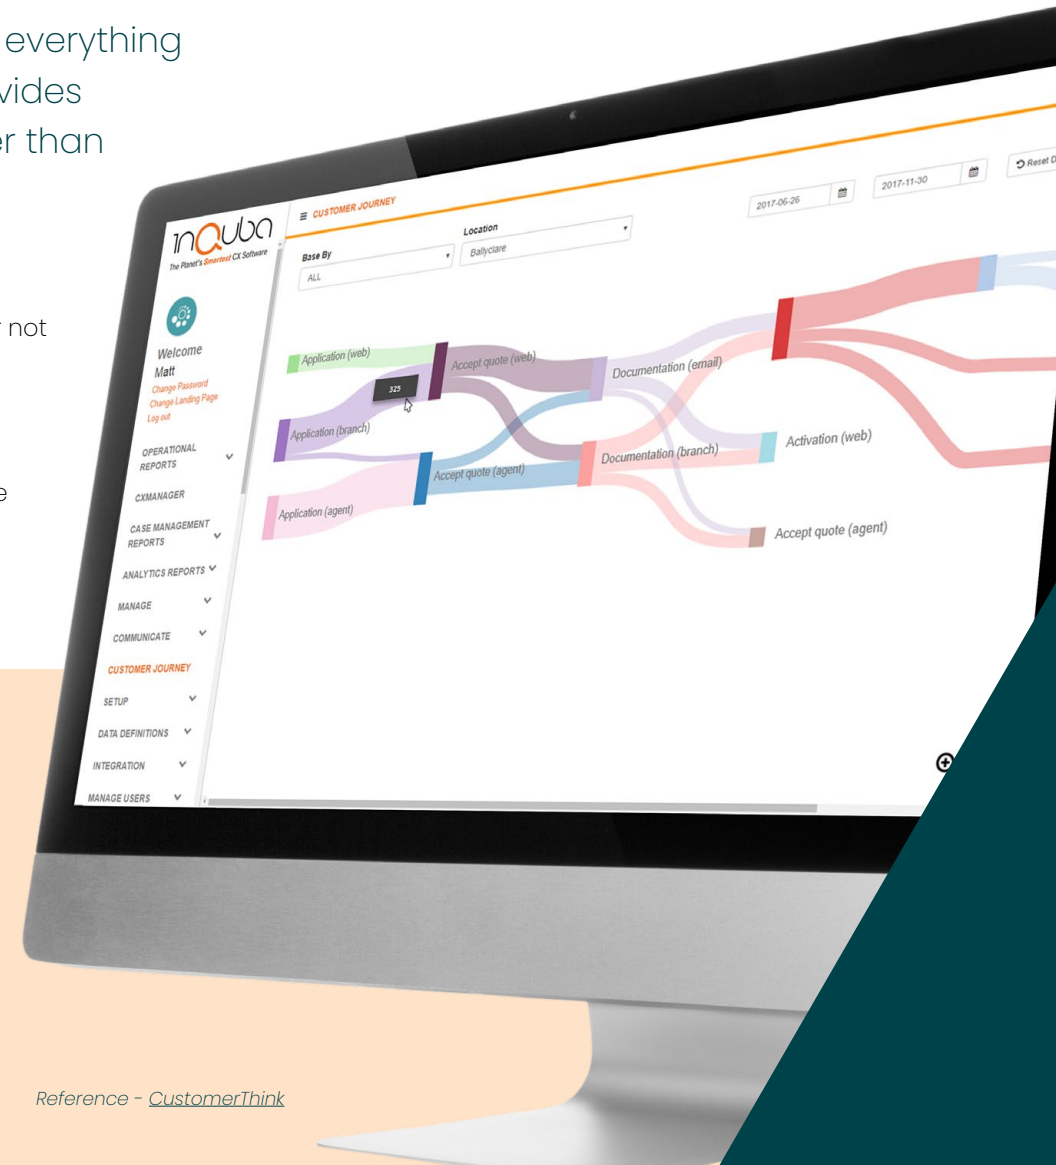 everything
vides
er than
not
e
inQuba
The Planet's Smartest CX Software
Welcome
Matt
Change Password
Change Landing Page
Log out
OPERATIONAL
REPORTS
CXMANAGER
CASE MANAGEMENT
REPORTS
ANALYTICS REPORTS
MANAGE
COMMUNICATE
CUSTOMER JOURNEY
SETUP
DATA DEFINITIONS
INTEGRATION
MANAGE USERS
CUSTOMER JOURNEY
Base By
ALL
Location
Ballyclare
2017-06-26
2017-11-30
Reset D
Application (web)
Accept quote (web)
325
Documentation (email)
Application (branch)
Accept quote (agent)
Documentation (branch)
Activation (web)
Application (agent)
Accept quote (agent)
Reference - CustomerThink